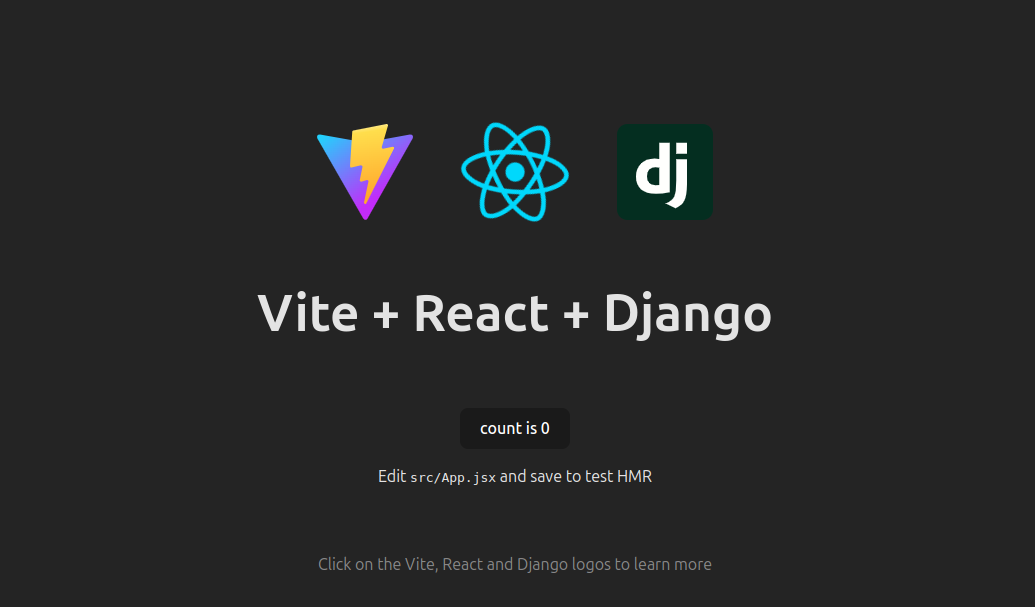 dj
Vite + React + Django
count is 0
Edit src/App.jsx and save to test HMR
Click on the Vite, React and Django logos to learn more